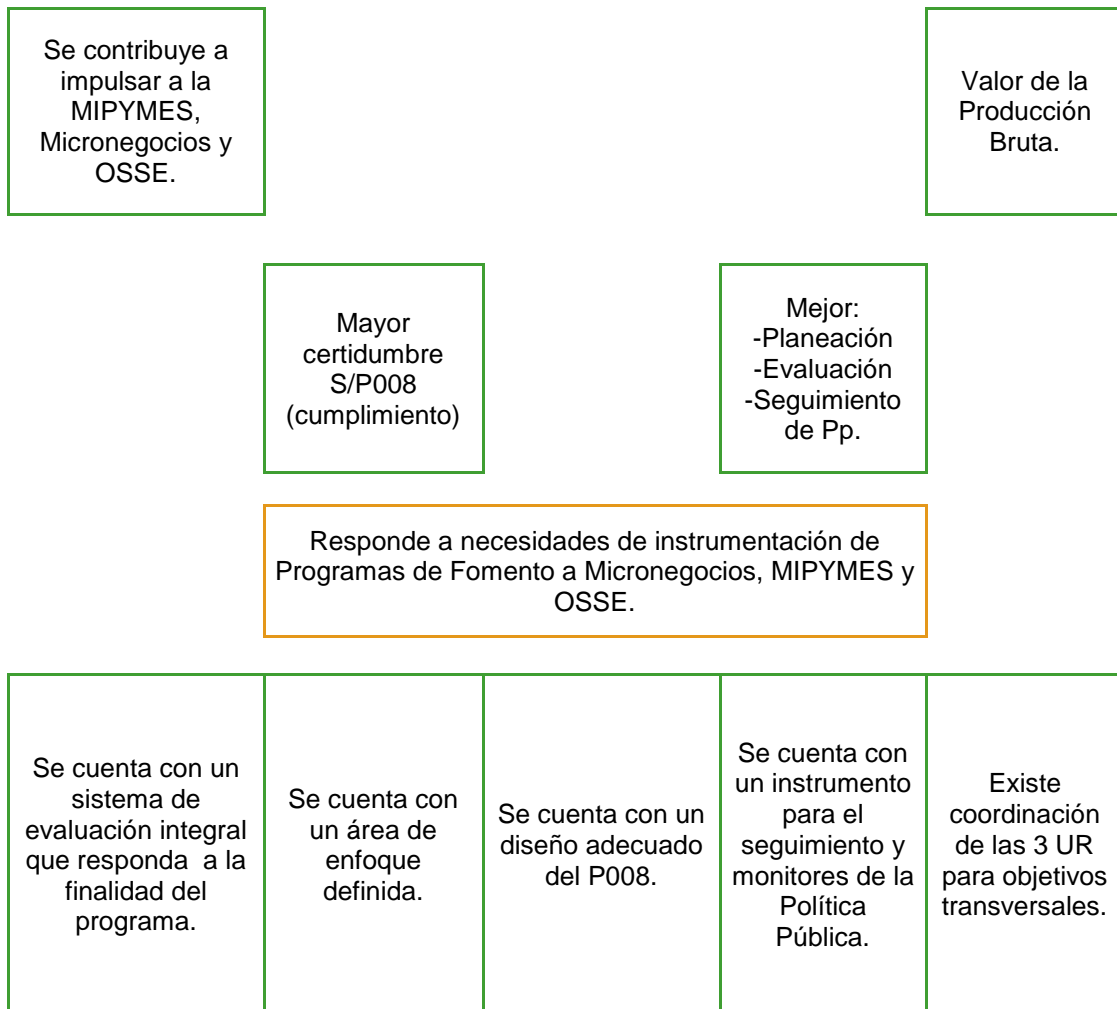 Se contribuye a
impulsar a la
MIPYMES,
Micronegocios y
OSSE.
Valor de la
Producción
Bruta.
Mayor
certidumbre
S/P008
(cumplimiento)
Mejor:
-Planeación
-Evaluación
-Seguimiento
de Pp.
Responde a necesidades de instrumentación de
Programas de Fomento a Micronegocios, MIPYMES y
OSSE.
Se cuenta con un
sistema de
evaluación integral
que responda a la
finalidad del
programa.
Se cuenta con
un área de
enfoque
definida.
Se cuenta con un
diseño adecuado
del P008.
Se cuenta con
un instrumento
para el
seguimiento y
monitores de la
Política
Pública.
Existe
coordinación
de las 3 UR
para objetivos
transversales.